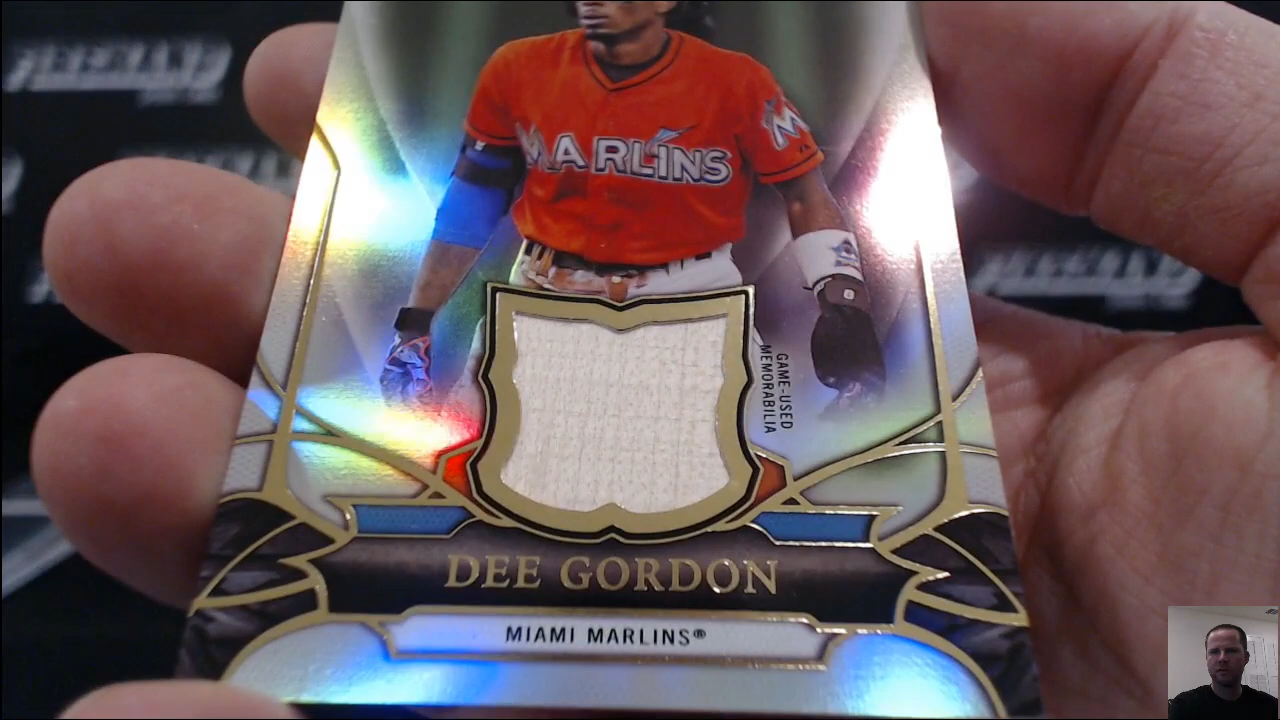 MARLINS
M
GAME-USED
MEMORABILIA
DEE GORDON
MIAMI MARLINS®